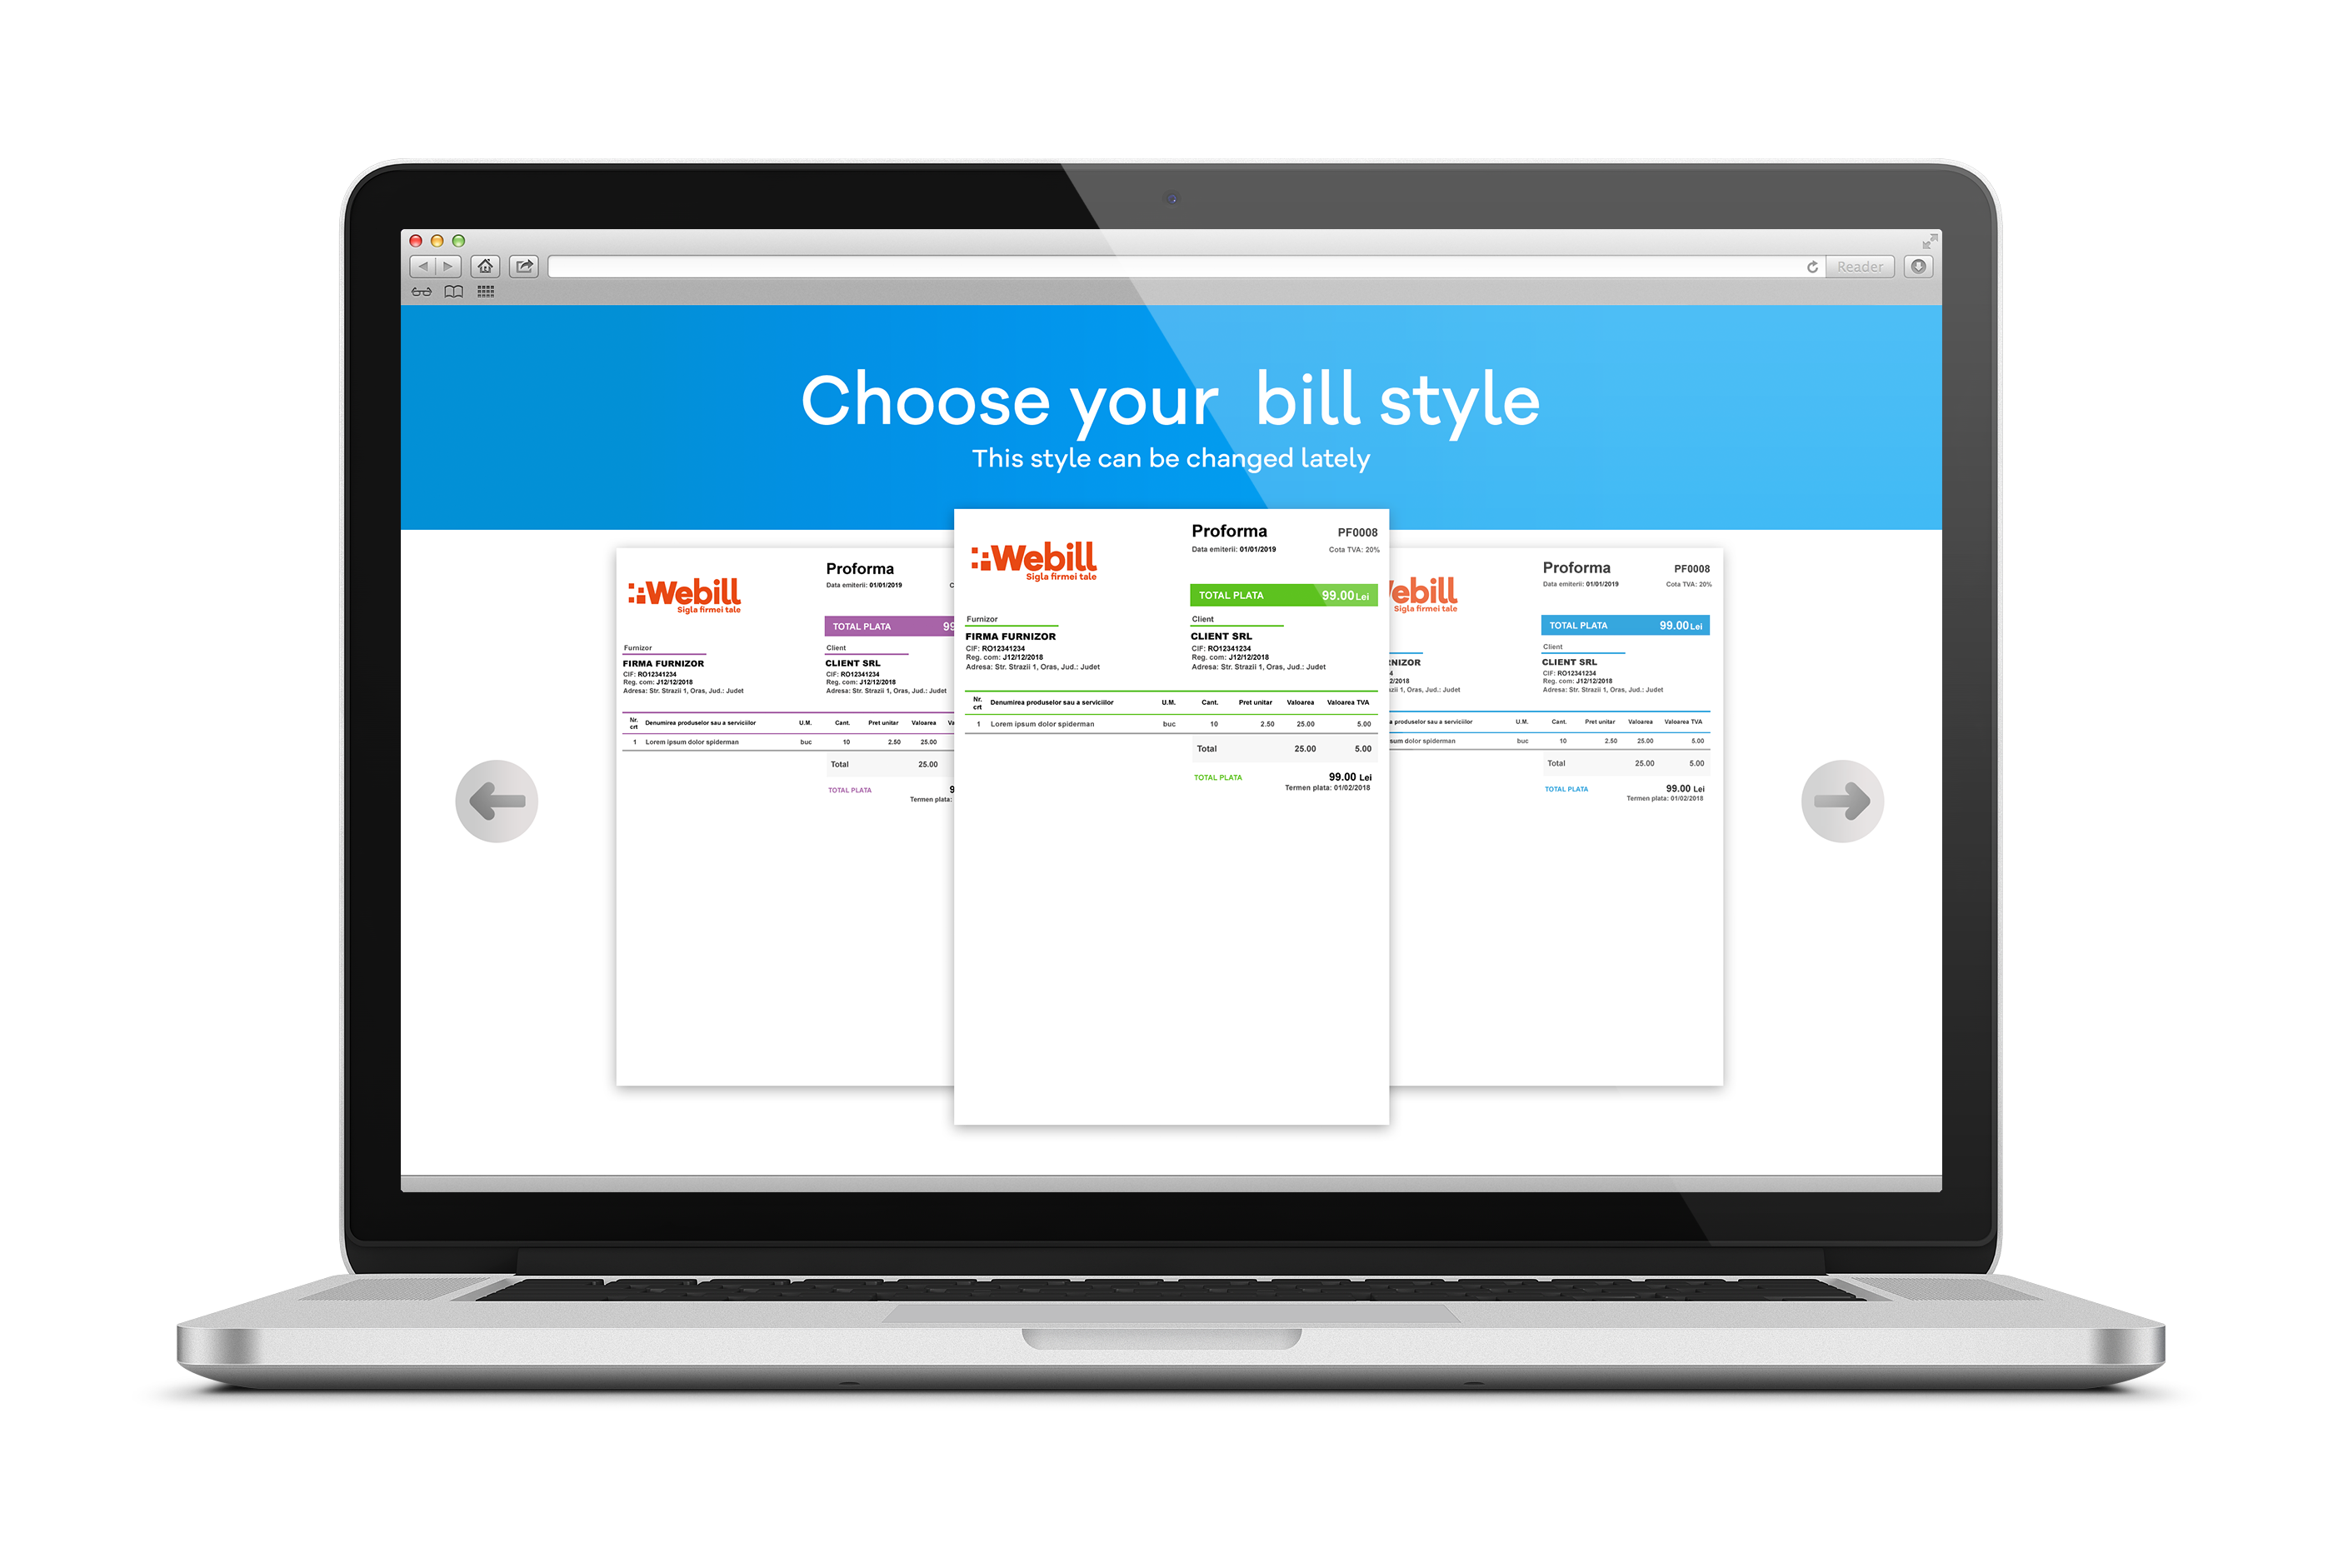 Reader
Choose your bill style
This style can be changed lately
Webill
Sigla firmei tale
Proforma
Data emiterii: 01/01/2019
TOTAL PLATA 99
Furnizor
FIRMA FURNIZOR
CIF: RO12341234
Reg. com: J12/12/2018
Adresa: Str. Strazii 1, Oras, Jud.: Judet
Client
CLIENT SRL
CIF: RO12341234
Reg. com: J12/12/2018
Adresa: Str. Strazii 1, Oras, Jud.: Judet
Nr. crt Denumirea produselor sau a serviciilor U.M. Cant. Pret unitar Valoarea Va
1 Lorem ipsum dolor spiderman buc 10 2.50 25.00
Total 25.00
TOTAL PLATA 9
Termen plata:
Webill
Sigla firmei tale
Proforma PF0008
Data emiterii: 01/01/2019 Cota TVA: 20%
TOTAL PLATA 99.00 Lei
Furnizor
FIRMA FURNIZOR
CIF: RO12341234
Reg. com: J12/12/2018
Adresa: Str. Strazii 1, Oras, Jud.: Judet
Client
CLIENT SRL
CIF: RO12341234
Reg. com: J12/12/2018
Adresa: Str. Strazii 1, Oras, Jud.: Judet
Nr. crt Denumirea produselor sau a serviciilor U.M. Cant. Pret unitar Valoarea Valoarea TVA
1 Lorem ipsum dolor spiderman buc 10 2.50 25.00 5.00
Total 25.00 5.00
TOTAL PLATA 99.00 Lei
Termen plata: 01/02/2018
ebill
Sigla firmei tale
Proforma PF0008
Data emiterii: 01/01/2019 Cota TVA: 20%
TOTAL PLATA 99.00 Lei
NIZOR
4
2/2018
zii 1, Oras, Jud.: Judet
Client
CLIENT SRL
CIF: RO12341234
Reg. com: J12/12/2018
Adresa: Str. Strazii 1, Oras, Jud.: Judet
a produselor sau a serviciilor U.M. Cant. Pret unitar Valoarea Valoarea TVA
sum dolor spiderman buc 10 2.50 25.00 5.00
Total 25.00 5.00
TOTAL PLATA 99.00 Lei
Termen plata: 01/02/2018